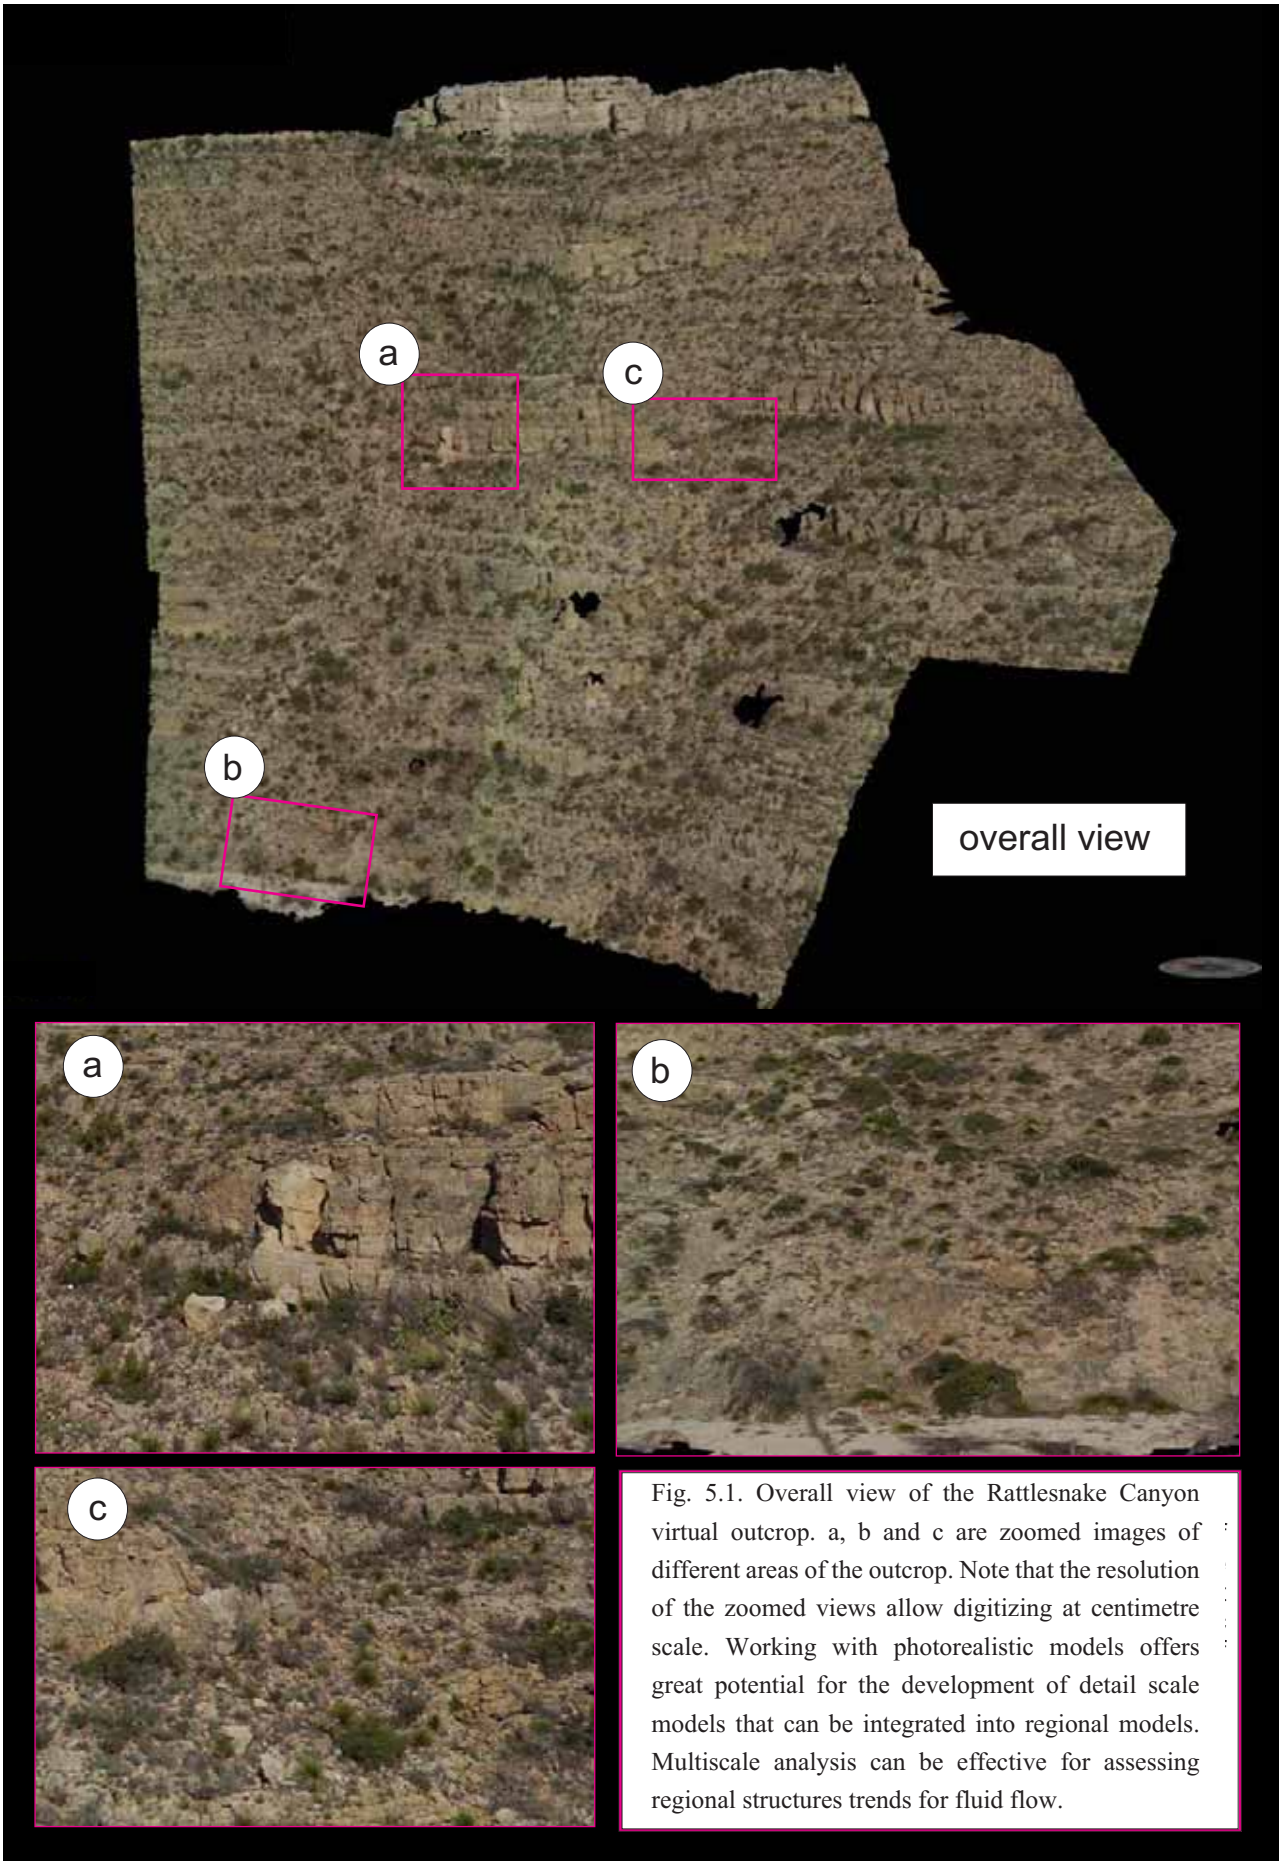 a
c
b
overall view
a
b
c
Fig. 5.1. Overall view of the Rattlesnake Canyon
virtual outcrop. a, b and c are zoomed images of
different areas of the outcrop. Note that the resolution
of the zoomed views allow digitizing at centimetre
scale. Working with photorealistic models offers
great potential for the development of detail scale
models that can be integrated into regional models.
Multiscale analysis can be effective for assessing
regional structures trends for fluid flow.